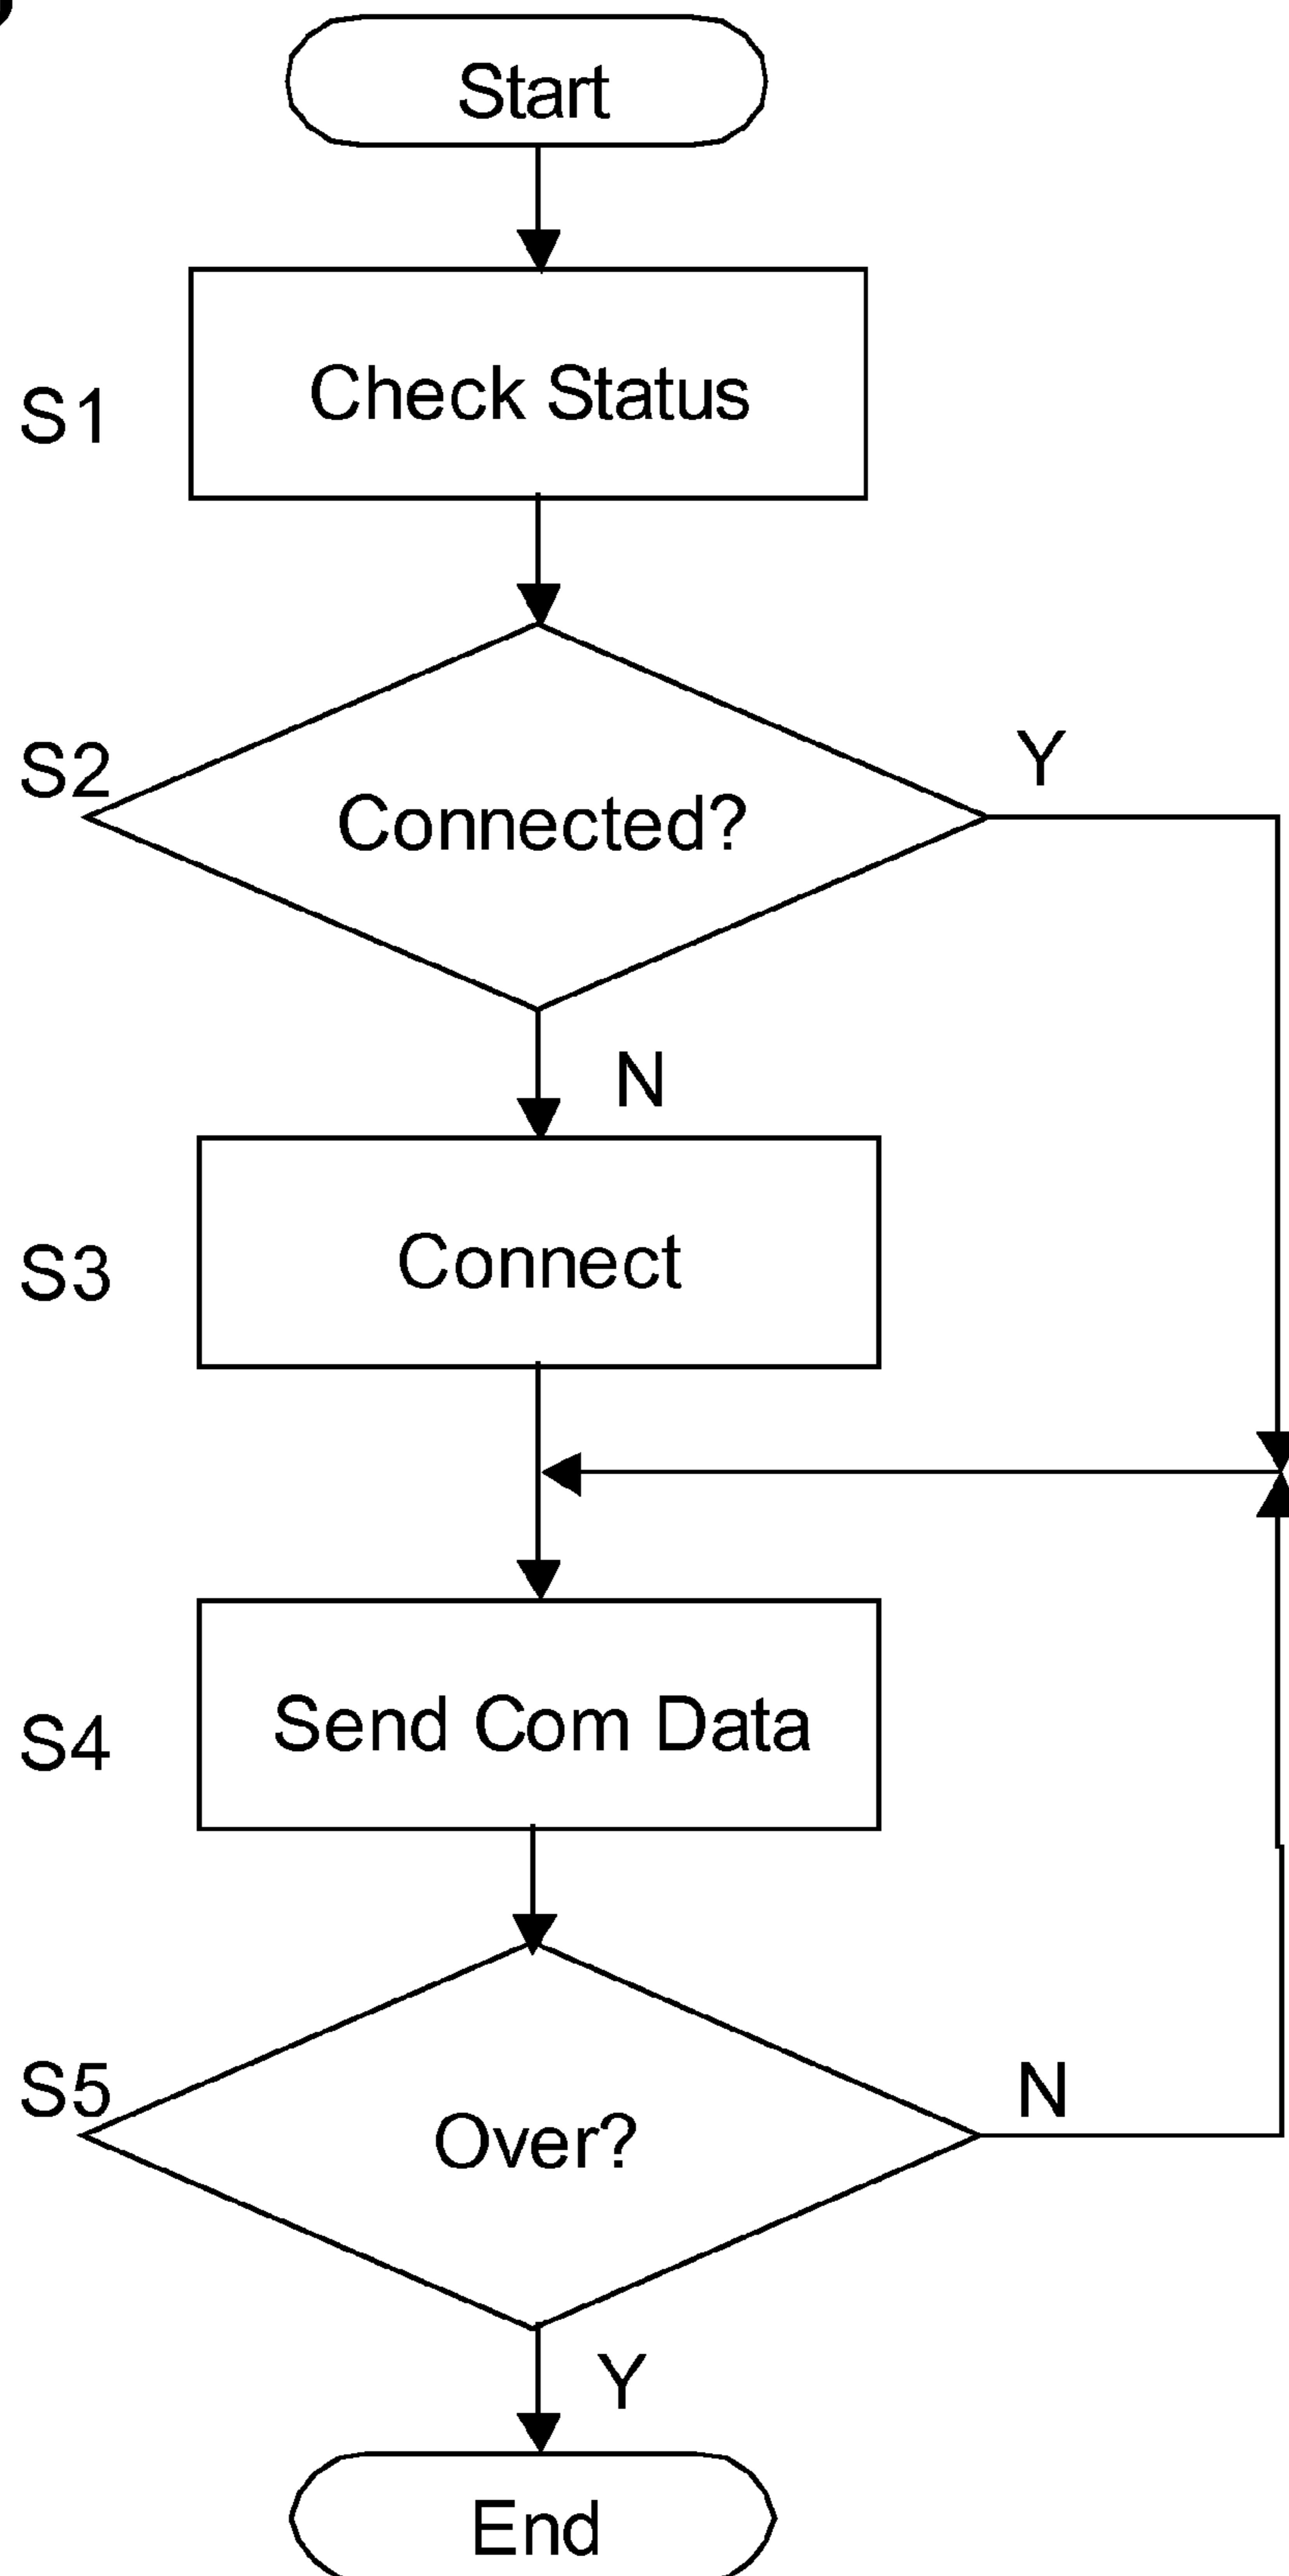 Start
S1
Check Status
S2
Connected?
Y
N
S3
Connect
S4
Send Com Data
S5
Over?
N
Y
End